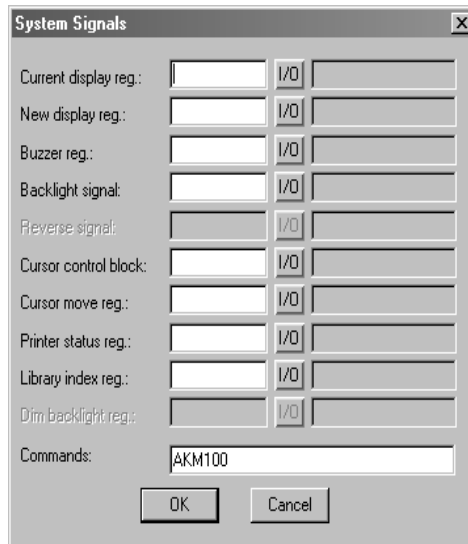 System Signals
Current display reg.: I/O
New display reg.: I/O
Buzzer reg.: I/O
Backlight signal: I/O
Reverse signal: I/O
Cursor control block: I/O
Cursor move reg.: I/O
Printer status reg.: I/O
Library index reg.: I/O
Dim backlight reg.: I/O
Commands: AKM100
OK Cancel